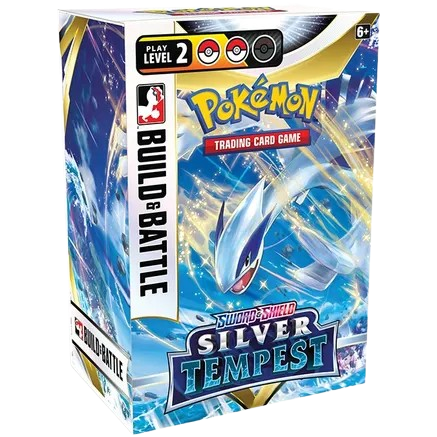 PLAY
LEVEL 2
6+
POKéMON
TRADING CARD GAME
BUILD & BATTLE
SWORD & SHIELD
SILVER
TEMPEST
BUILD & BATTLE